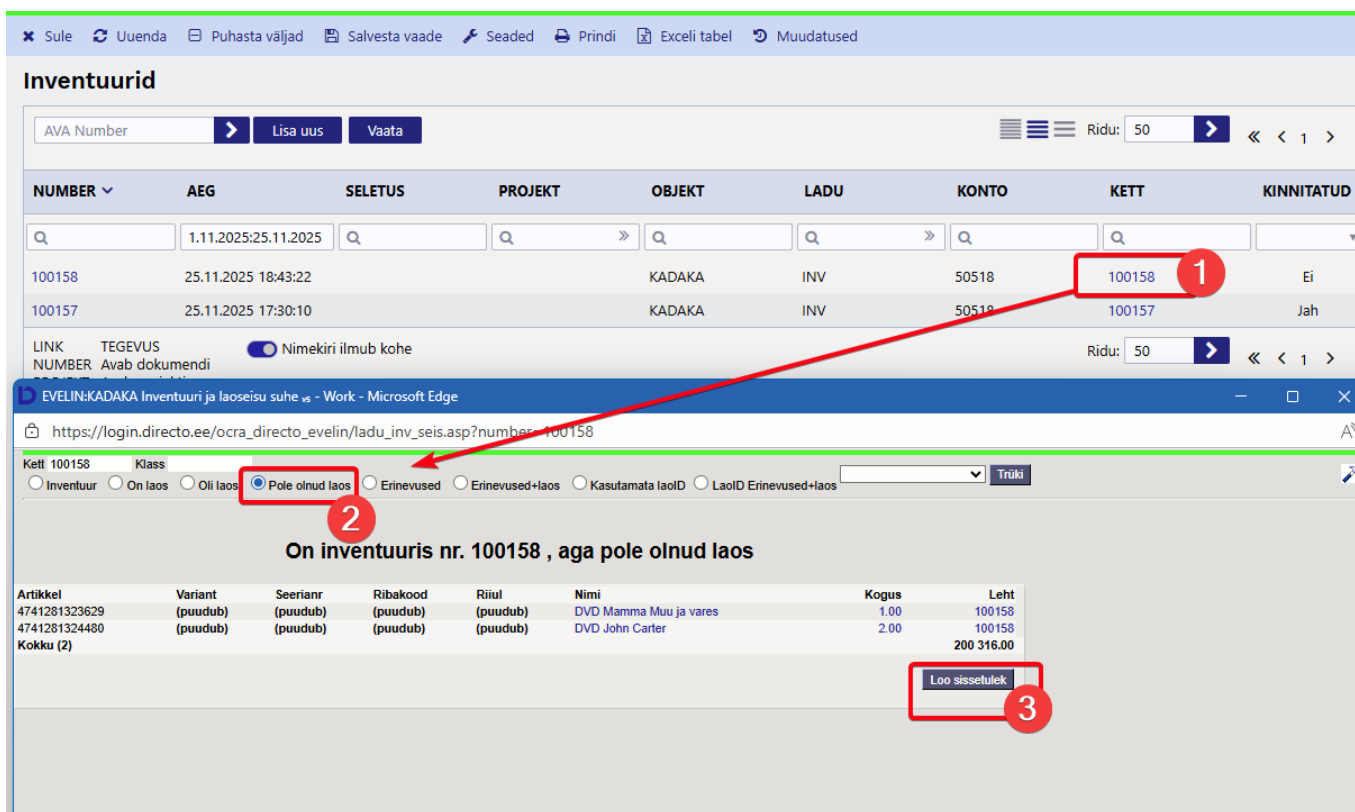 Sule Uuenda Puhasta väljad Salvesta vaade Seaded Prindi Exceli tabel Muudatused
Inventuurid
AVA Number Lisa uus Vaata Ridu: 50 1
NUMBER AEG SELETUS PROJEKT OBJEKT LADU KONTO KETT KINNITATUD
1.11.2025:25.11.2025
100158 25.11.2025 18:43:22 KADAKA INV 50518 100158 Ei
1
100157 25.11.2025 17:30:10 KADAKA INV 50518 100157 Jah
LINK TEGEVUS Nimekiri ilmub kohe Ridu: 50 1
NUMBER Avab dokumendi
EVELIN:KADAKA Inventuuri ja laoseisu suhe vs - Work - Microsoft Edge
https://login.directo.ee/ocra_directo_evelin/ladu_inv_seis.asp?number=100158
Kett 100158 Klass
Inventuur On laos Oli laos Pole olnud laos Erinevused Erinevused+laos Kasutamata laoID LaoID Erinevused+laos Trüki
2
On inventuuris nr. 100158 , aga pole olnud laos
Artikkel Variant Seerianr Ribakood Riiul Nimi Kogus Leht
4741281323629 (puudub) (puudub) (puudub) (puudub) DVD Mamma Muu ja vares 1.00 100158
4741281324480 (puudub) (puudub) (puudub) (puudub) DVD John Carter 2.00 100158
Kokku (2) 200 316.00
Loo sissetulek
3